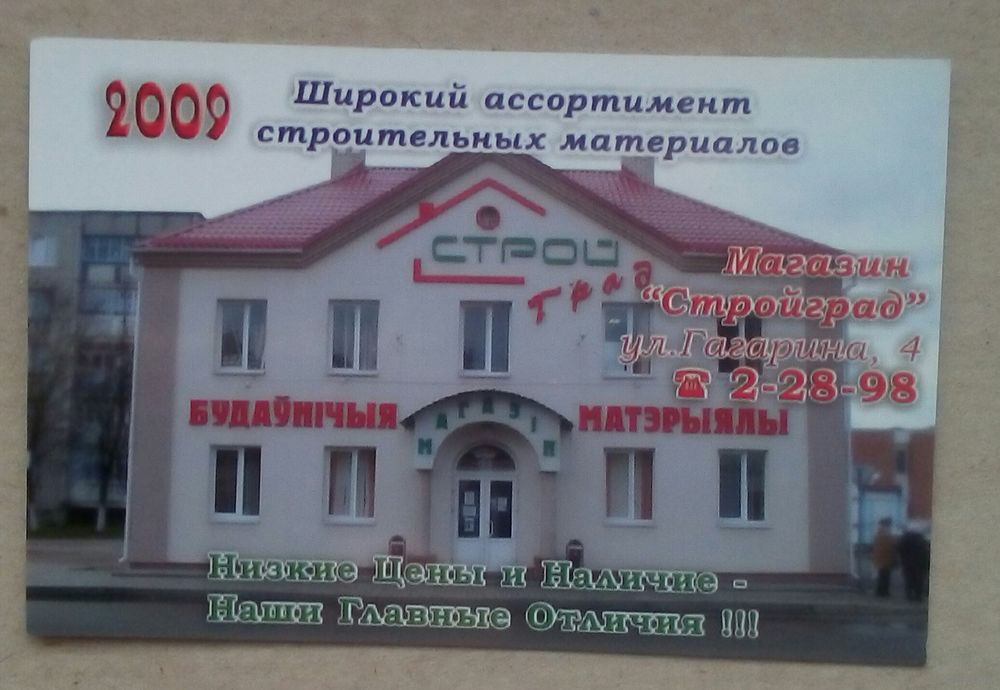 2009
Широкий ассортимент
строительных материалов
СТРОЙ
град
Магазин
“Стройград”
ул.Гагарина, 4
☎ 2-28-98
БУДАЎНІЧЫЯ
МАГАЗІН
МАТЭРЫЯЛЫ
Низкие Цены и Наличие -
Наши Главные Отличия !!!